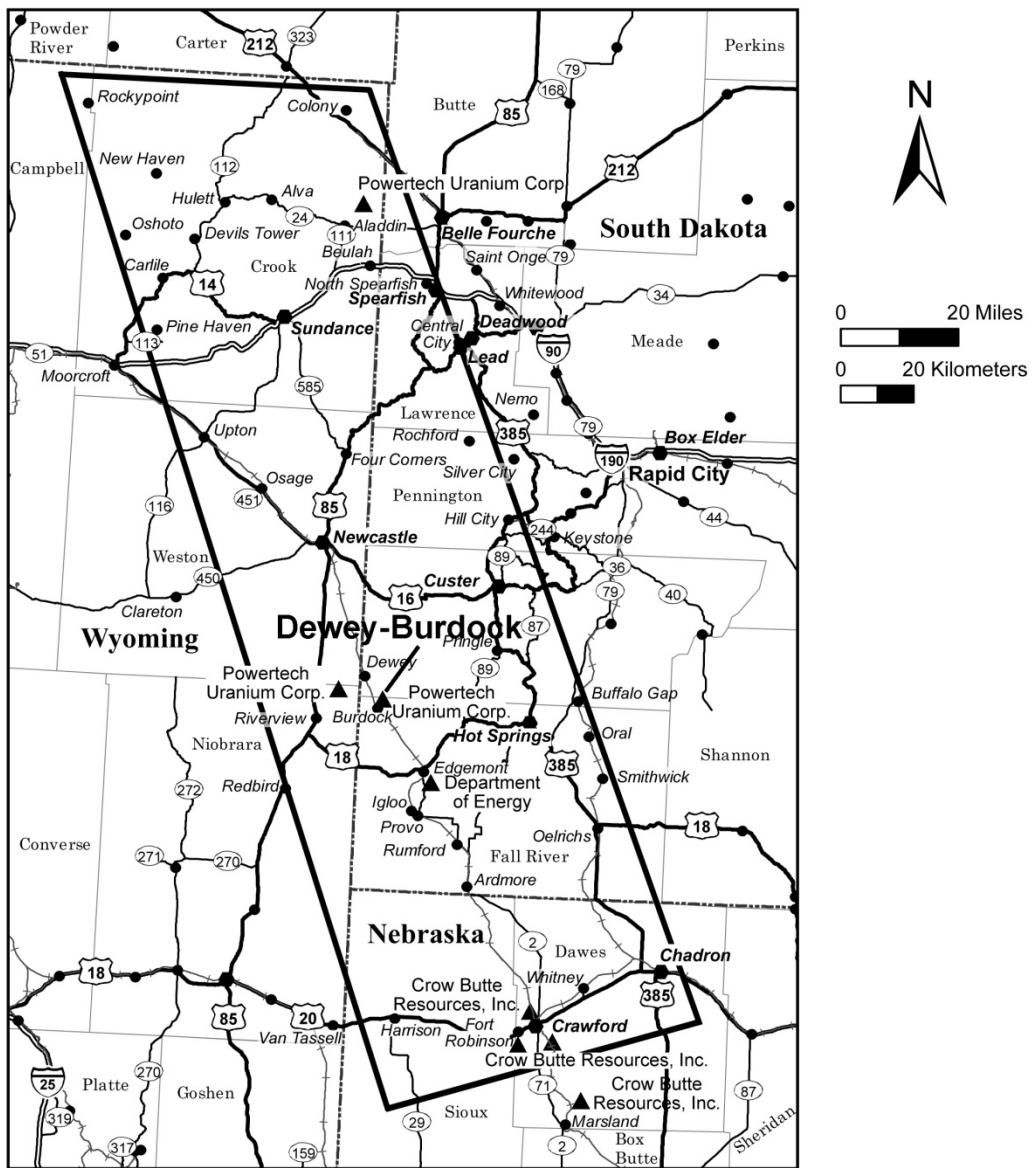 Powder
River
Carter
323
212
Perkins
79
168
Butte
85
Rockypoint
Colony
N
Campbell
New Haven
112
212
Powertech Uranium Corp
Hulett
Alva
24
Aladdin
111
Belle Fourche
South Dakota
Oshoto
Devils Tower
Beulah
Saint Onge
79
Carlile
Crook
14
North Spearfish
Spearfish
Whitewood
34
0 20 Miles
Pine Haven
113
Sundance
Central
City
Deadwood
Lead
90
Meade
51
Moorcroft
0 20 Kilometers
585
Lawrence
Nemo
Rochford
385
79
Box Elder
Upton
Four Corners
Silver City
190
Rapid City
Osage
451
85
Pennington
116
Hill City
244
Keystone
44
Newcastle
Weston
89
36
450
Custer
16
79
40
Clareton
Wyoming
Dewey-Burdock
87
Pringle
89
Dewey
Powertech
Uranium Corp.
Powertech
Uranium Corp.
Buffalo Gap
Riverview
Burdock
Hot Springs
Oral
Niobrara
18
385
Shannon
Edgemont
Smithwick
Redbird
272
Department
of Energy
Igloo
Provo
Oelrichs
18
Converse
Rumford
271
270
Fall River
Ardmore
Nebraska
2
Dawes
Chadron
18
Whitney
385
Crow Butte
Resources, Inc.
85
20
Van Tassell
Harrison
Fort
Robinson
Crawford
Crow Butte Resources, Inc.
25
Platte
270
Goshen
71
Crow Butte
Resources, Inc.
87
319
Sioux
29
Marsland
317
159
Box
Butte
2
Sheridan